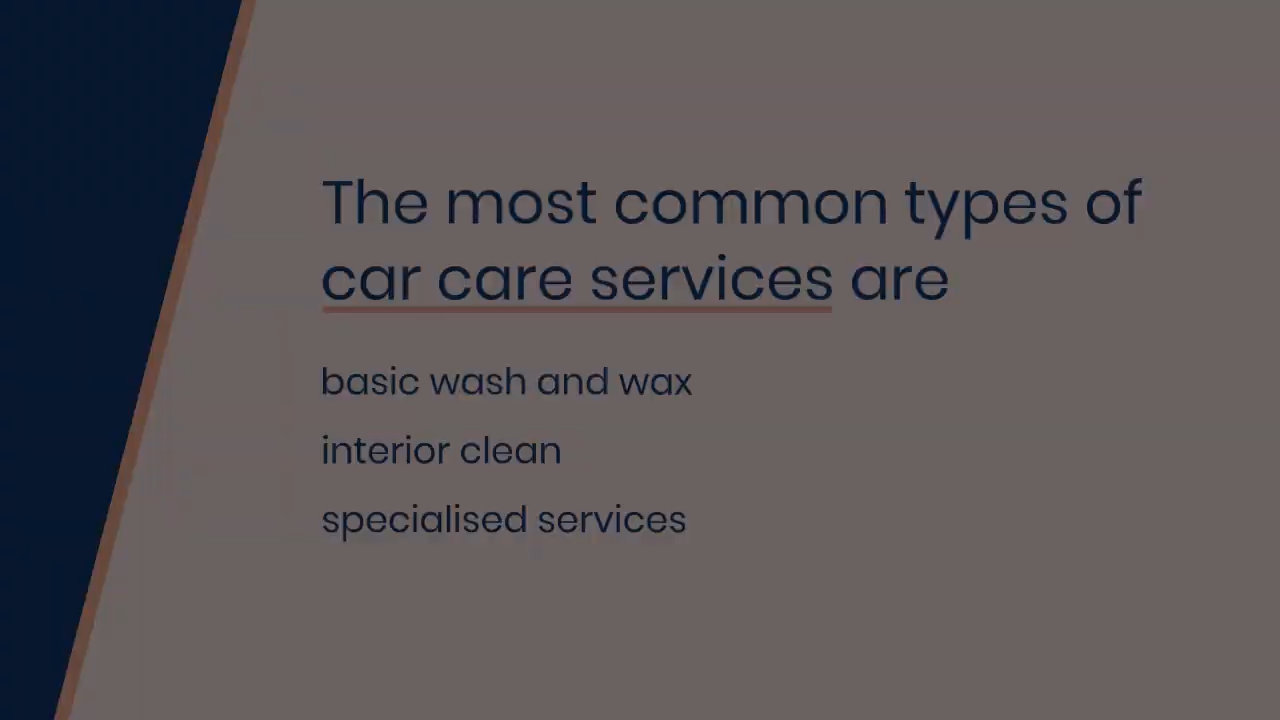 The most common types of
car care services are
basic wash and wax
interior clean
specialised services